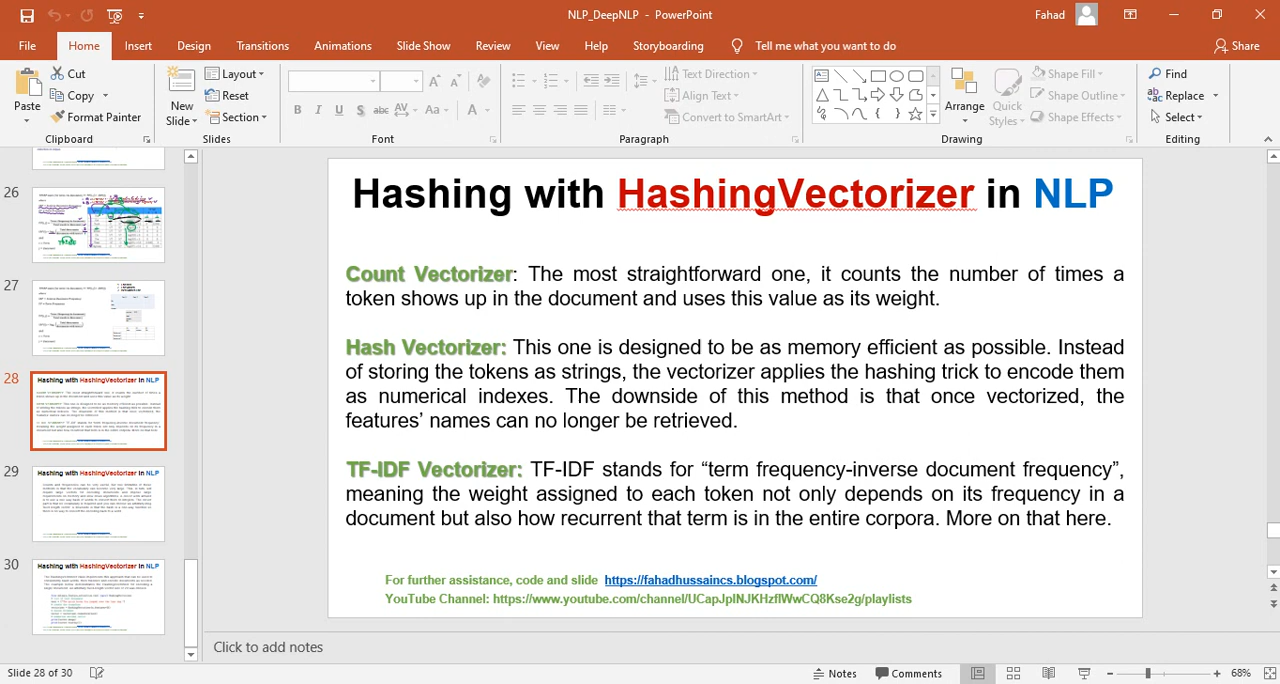 NLP_DeepNLP - PowerPoint
Fahad
File Home Insert Design Transitions Animations Slide Show Review View Help Storyboarding Tell me what you want to do Share
Paste
Cut
Copy
Format Painter
Clipboard
New Slide
Layout
Reset
Section
Slides
Font
Text Direction
Align Text
Convert to SmartArt
Paragraph
Arrange
Quick Styles
Shape Fill
Shape Outline
Shape Effects
Drawing
Find
Replace
Select
Editing
26
27
28
Hashing with HashingVectorizer in NLP
29
Hashing with HashingVectorizer in NLP
30
Hashing with HashingVectorizer in NLP
Count Vectorizer: The most straightforward one, it counts the number of times a
token shows up in the document and uses this value as its weight.
Hash Vectorizer: This one is designed to be as memory efficient as possible. Instead
of storing the tokens as strings, the vectorizer applies the hashing trick to encode them
as numerical indexes. The downside of this method is that once vectorized, the
features’ names can no longer be retrieved.
TF-IDF Vectorizer: TF-IDF stands for “term frequency-inverse document frequency”,
meaning the weight assigned to each token not only depends on its frequency in a
document but also how recurrent that term is in the entire corpora. More on that here.
For further assistance, code and slide https://fahadhussaincs.blogspot.com/
Click to add notes
Slide 28 of 30
Notes
Comments
68%